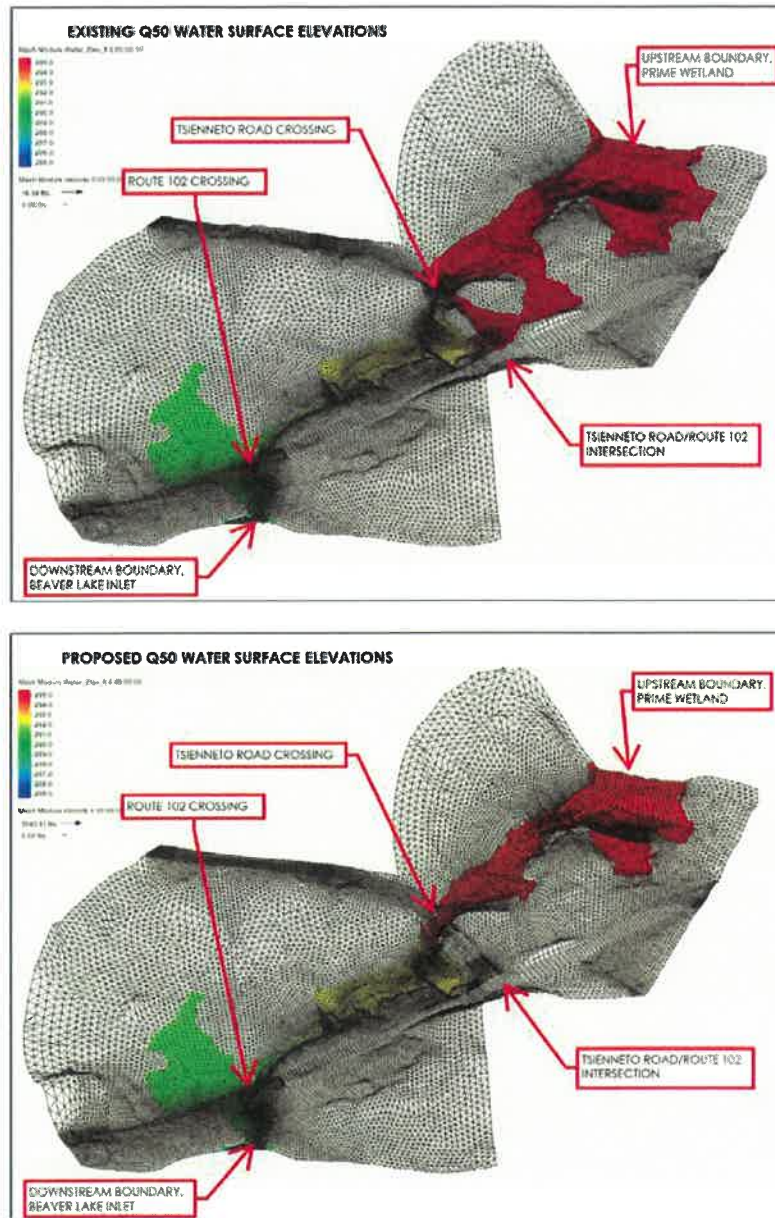 EXISTING Q50 WATER SURFACE ELEVATIONS
UPSTREAM BOUNDARY,
PRIME WETLAND
TSIENNETO ROAD CROSSING
ROUTE 102 CROSSING
TSIENNETO ROAD/ROUTE 102
INTERSECTION
DOWNSTREAM BOUNDARY,
BEAVER LAKE INLET
PROPOSED Q50 WATER SURFACE ELEVATIONS
UPSTREAM BOUNDARY,
PRIME WETLAND
TSIENNETO ROAD CROSSING
ROUTE 102 CROSSING
TSIENNETO ROAD/ROUTE 102
INTERSECTION
DOWNSTREAM BOUNDARY,
BEAVER LAKE INLET